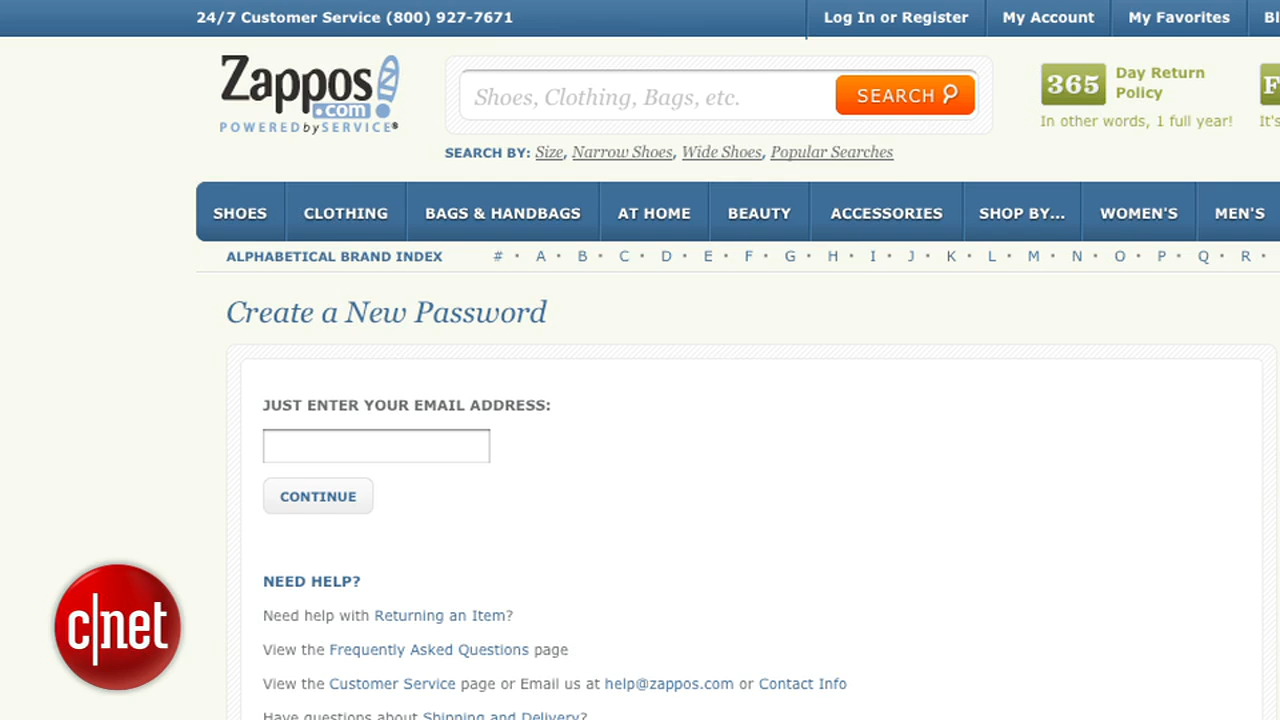 24/7 Customer Service (800) 927-7671 Log In or Register My Account My Favorites Bl
Zappos
.com
POWERED by SERVICE®
Shoes, Clothing, Bags, etc. SEARCH
365 Day Return
Policy
In other words, 1 full year! It's
F
SEARCH BY: Size, Narrow Shoes, Wide Shoes, Popular Searches
SHOES CLOTHING BAGS & HANDBAGS AT HOME BEAUTY ACCESSORIES SHOP BY... WOMEN'S MEN'S
ALPHABETICAL BRAND INDEX # • A • B • C • D • E • F • G • H • I • J • K • L • M • N • O • P • Q • R •
Create a New Password
JUST ENTER YOUR EMAIL ADDRESS:
CONTINUE
NEED HELP?
Need help with Returning an Item?
View the Frequently Asked Questions page
View the Customer Service page or Email us at help@zappos.com or Contact Info
Have questions about Shipping and Delivery?
c|net